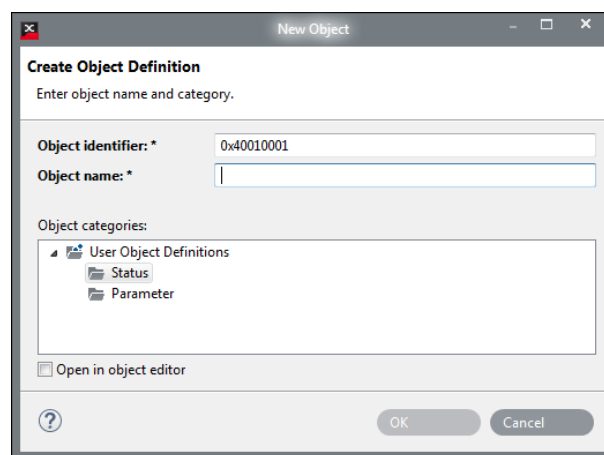 New Object
Create Object Definition
Enter object name and category.
Object identifier: * 0x40010001
Object name: *
Object categories:
User Object Definitions
Status
Parameter
Open in object editor
? OK Cancel